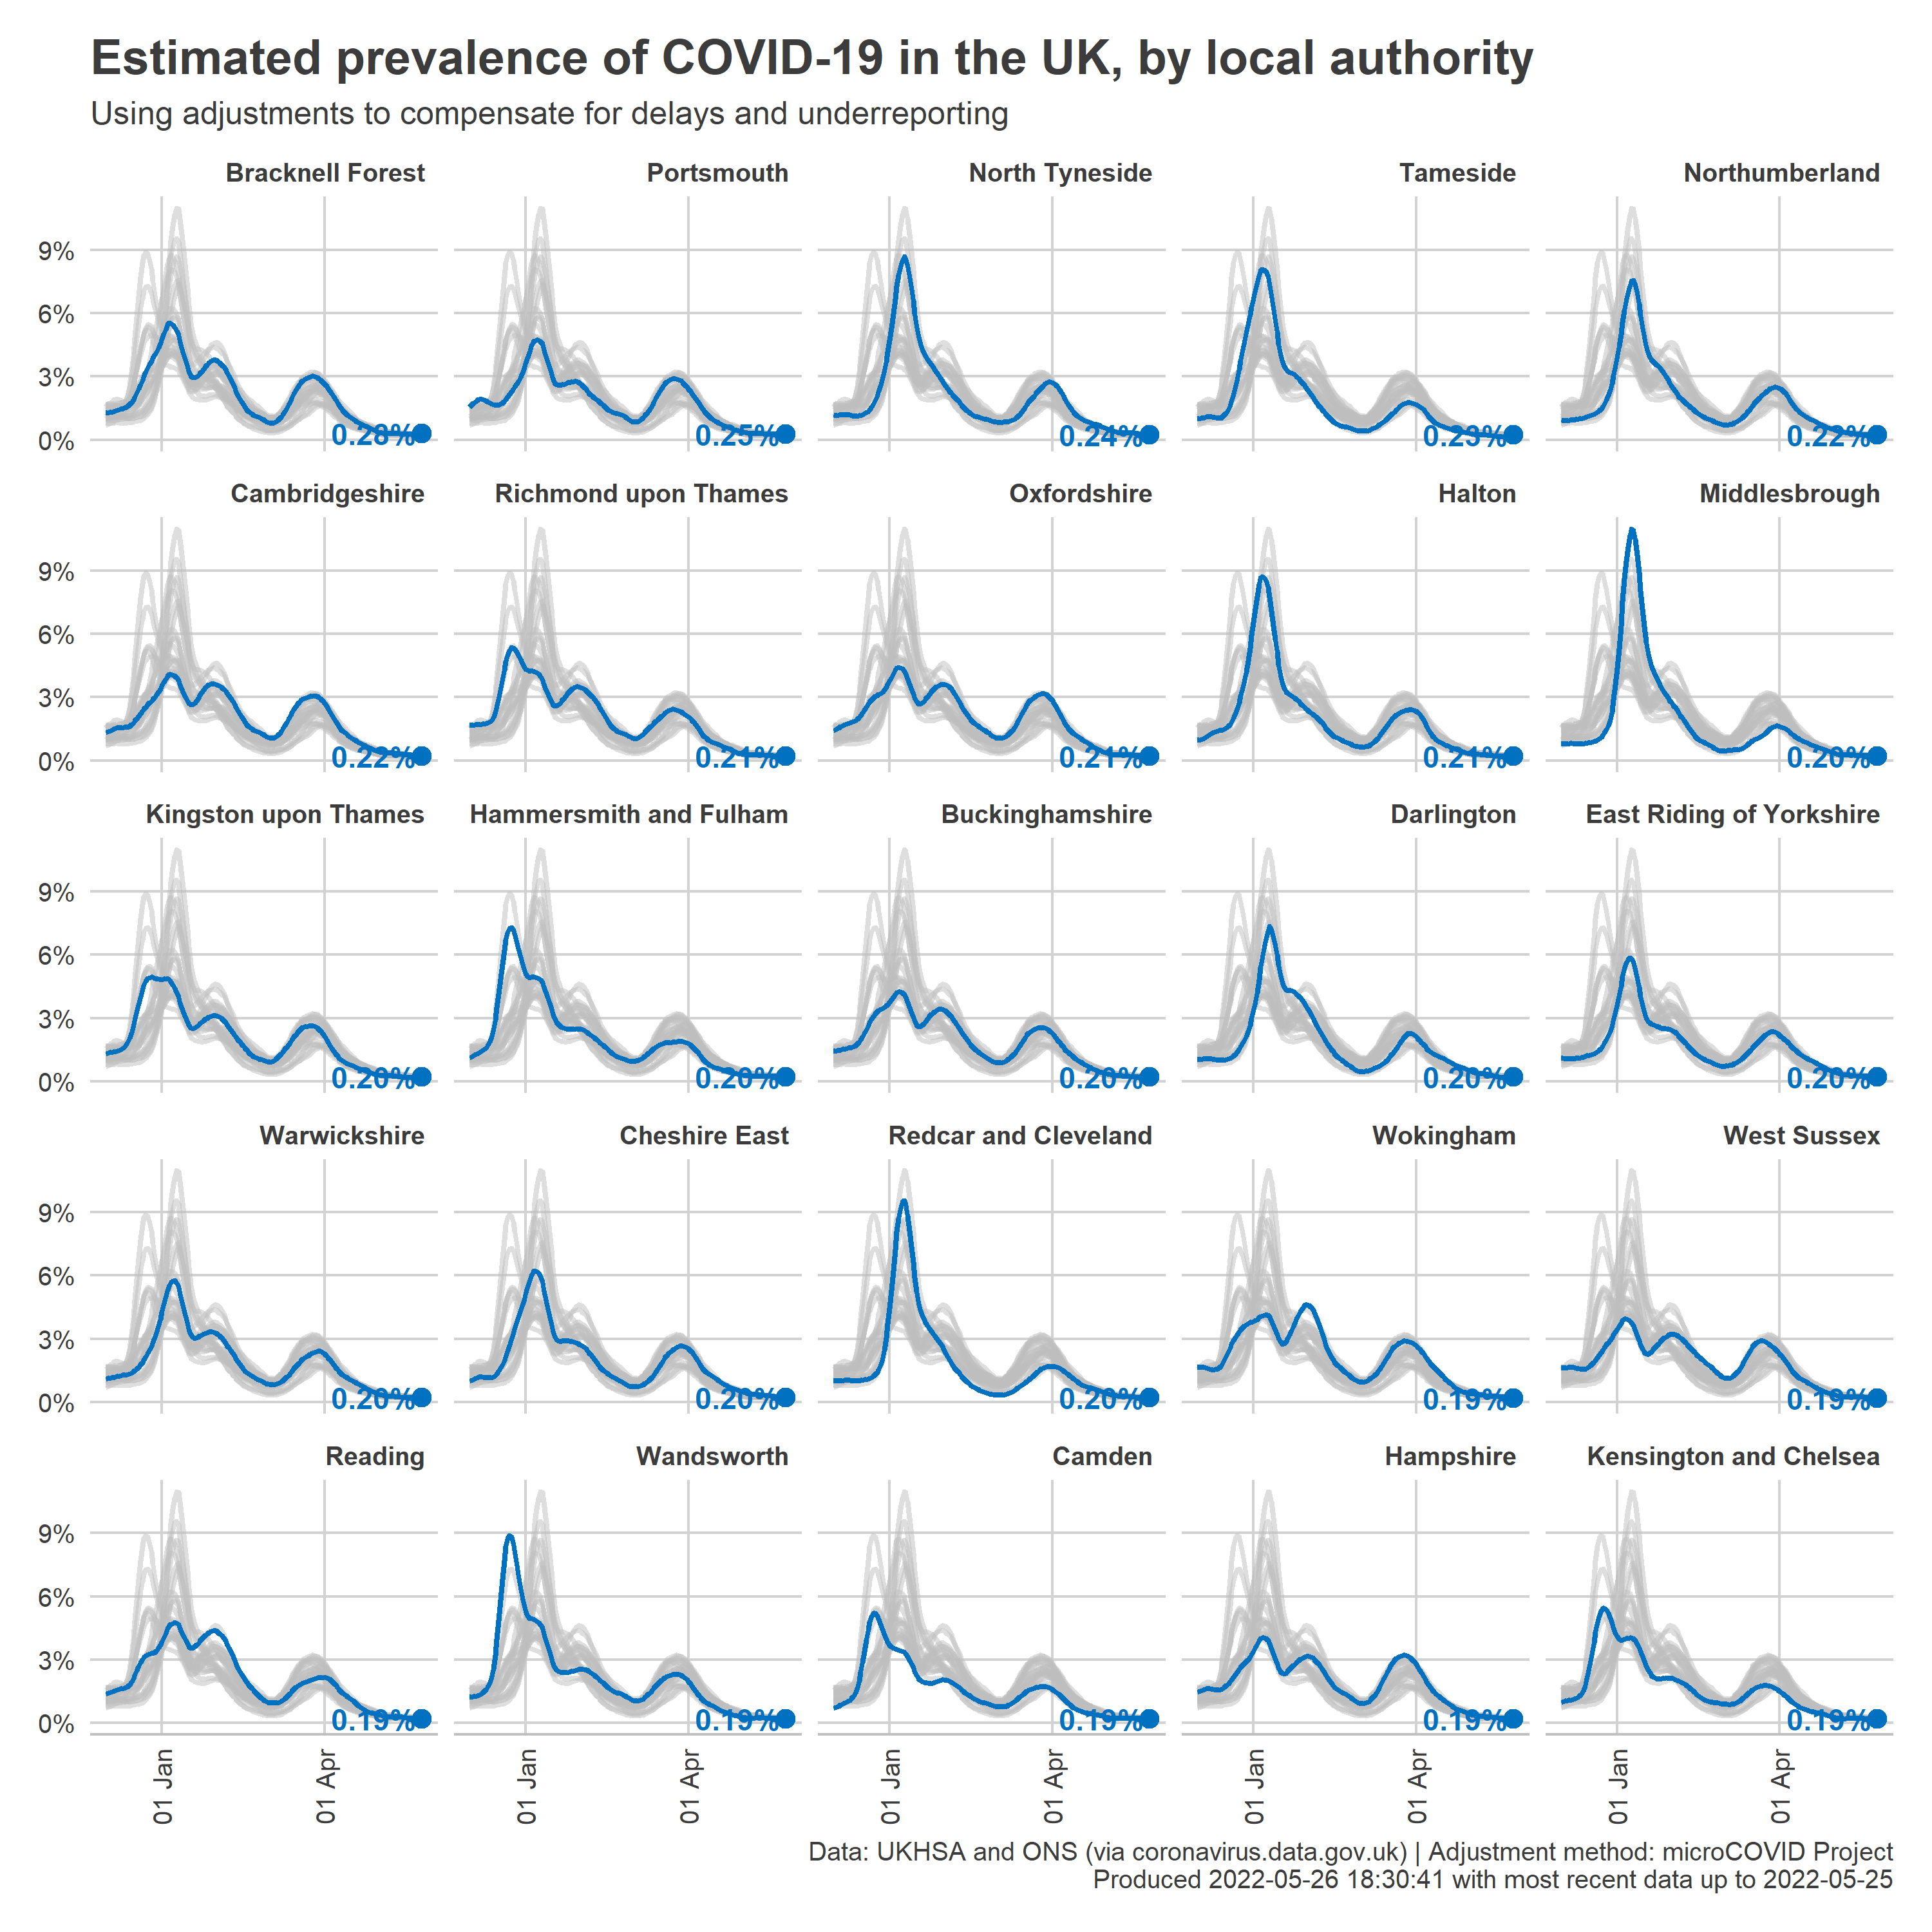 Estimated prevalence of COVID-19 in the UK, by local authority
Using adjustments to compensate for delays and underreporting
Bracknell Forest Portsmouth North Tyneside Tameside Northumberland
9%
6%
3%
0%
0.28% 0.25% 0.24% 0.23% 0.22%
Cambridgeshire Richmond upon Thames Oxfordshire Halton Middlesbrough
9%
6%
3%
0%
0.22% 0.21% 0.21% 0.21% 0.20%
Kingston upon Thames Hammersmith and Fulham Buckinghamshire Darlington East Riding of Yorkshire
9%
6%
3%
0%
0.20% 0.20% 0.20% 0.20% 0.20%
Warwickshire Cheshire East Redcar and Cleveland Wokingham West Sussex
9%
6%
3%
0%
0.20% 0.20% 0.20% 0.19% 0.19%
Reading Wandsworth Camden Hampshire Kensington and Chelsea
9%
6%
3%
0%
0.19% 0.19% 0.19% 0.19% 0.19%
01 Jan 01 Apr 01 Jan 01 Apr 01 Jan 01 Apr 01 Jan 01 Apr 01 Jan 01 Apr
Data: UKHSA and ONS (via coronavirus.data.gov.uk) | Adjustment method: microCOVID Project
Produced 2022-05-26 18:30:41 with most recent data up to 2022-05-25